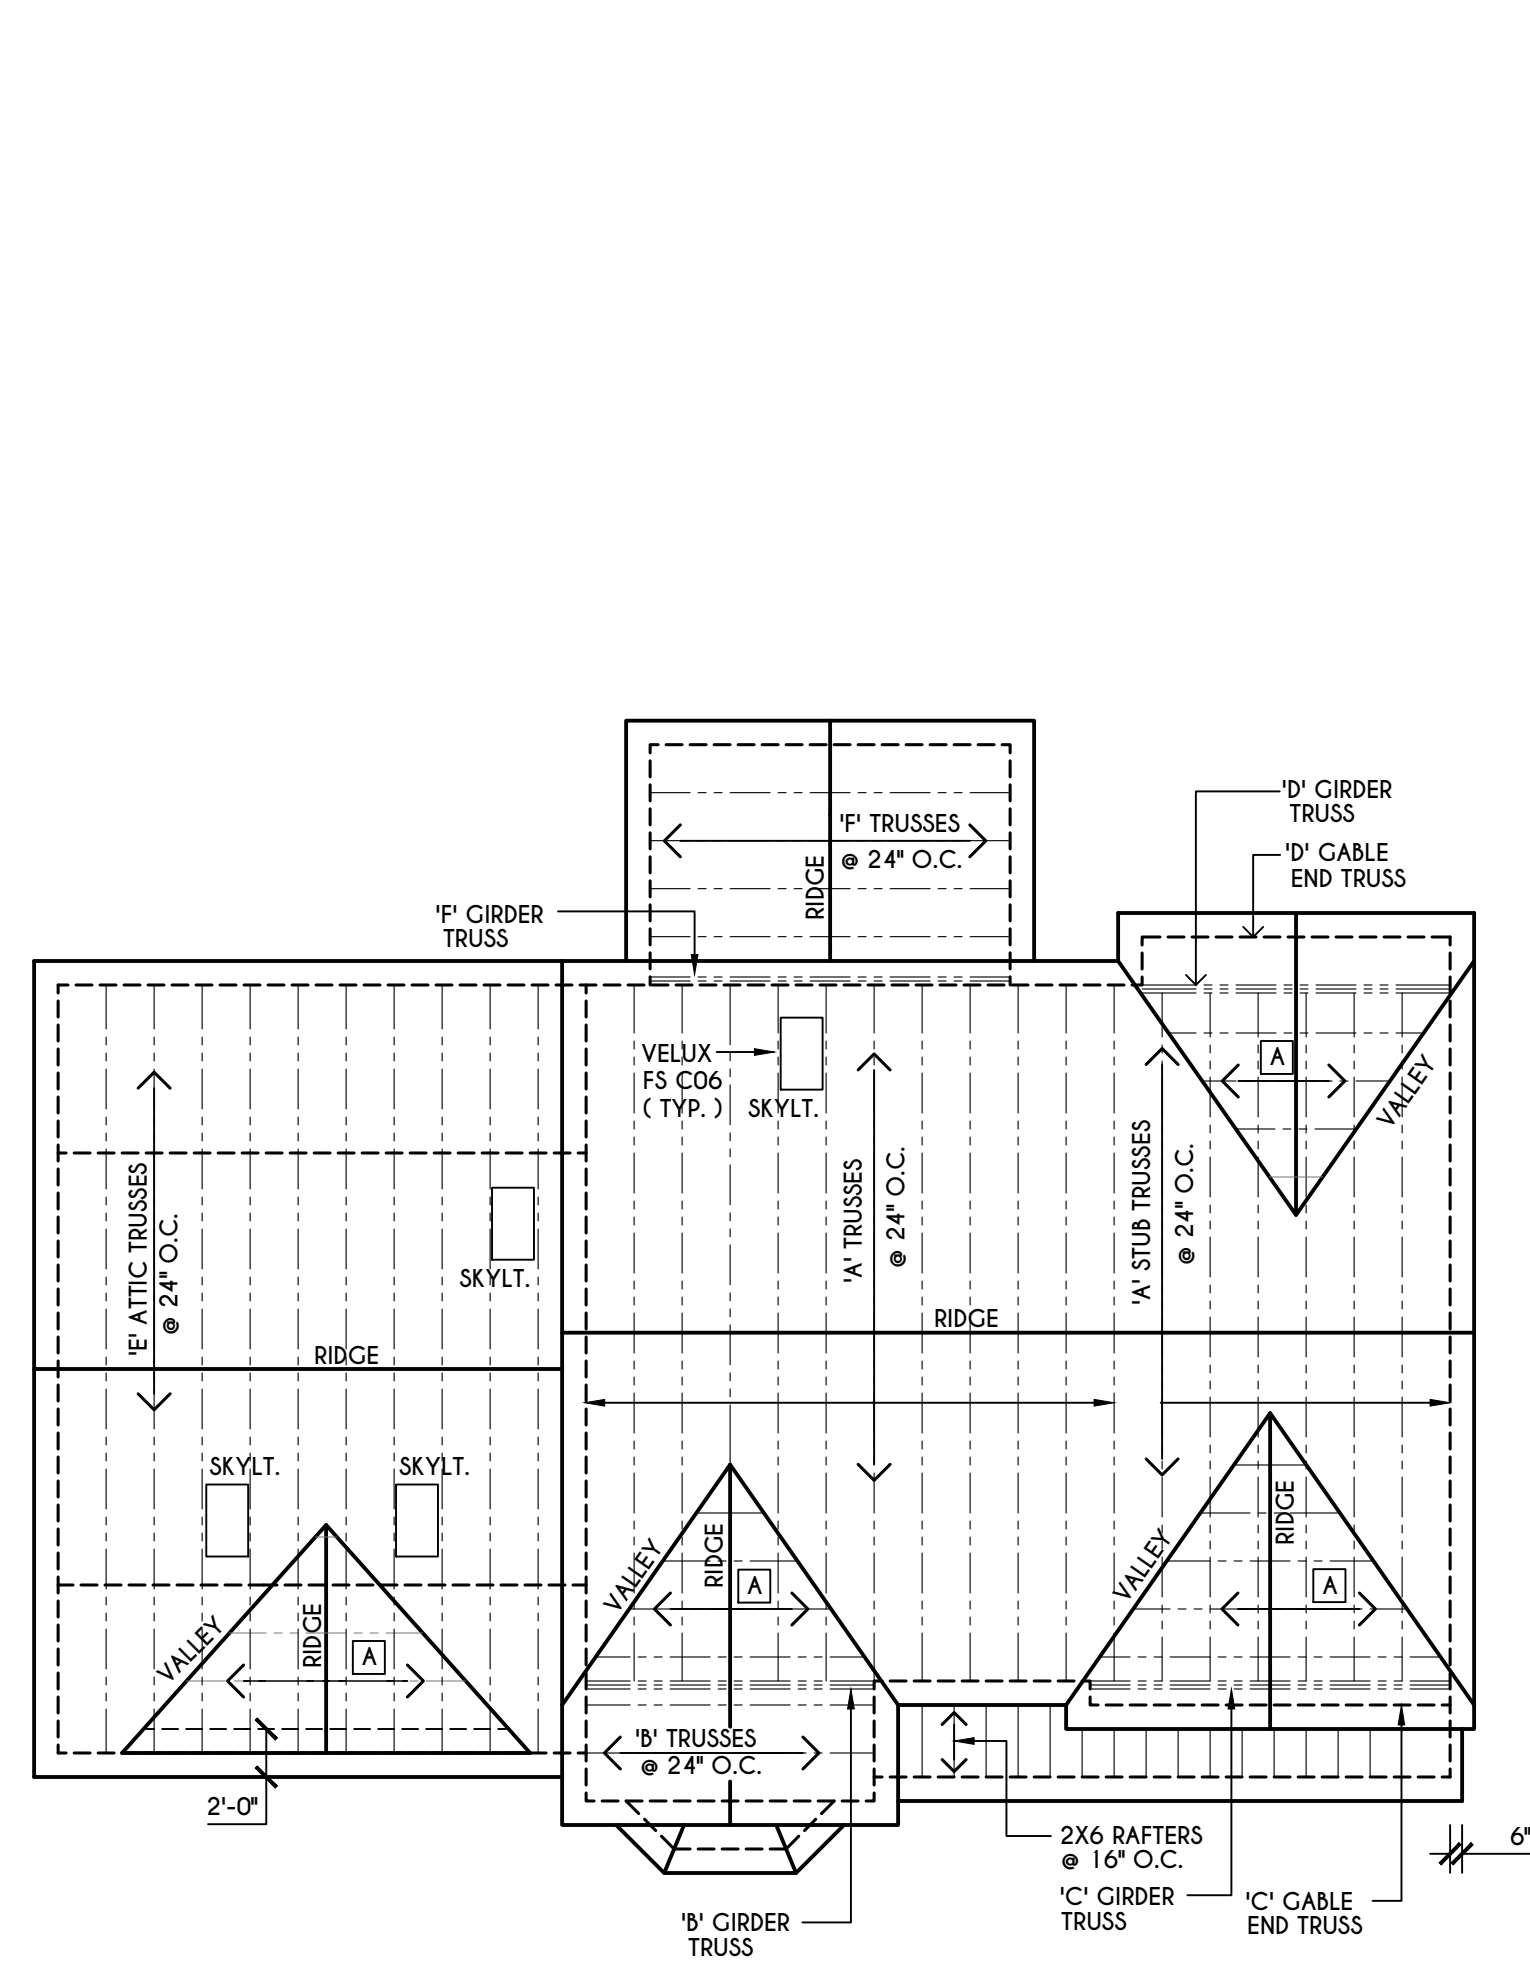 'D' GIRDER
TRUSS
'D' GABLE
END TRUSS
'F' TRUSSES
@ 24" O.C.
RIDGE
'F' GIRDER
TRUSS
VELUX
FS C06
( TYP. )
SKYLT.
A
VALLEY
'A' TRUSSES
@ 24" O.C.
'A' STUB TRUSSES
@ 24" O.C.
'E' ATTIC TRUSSES
@ 24" O.C.
SKYLT.
RIDGE
RIDGE
SKYLT.
SKYLT.
VALLEY
RIDGE
A
VALLEY
RIDGE
A
VALLEY
RIDGE
A
'B' TRUSSES
@ 24" O.C.
2'-0"
2X6 RAFTERS
@ 16" O.C.
6"
'C' GIRDER
TRUSS
'C' GABLE
END TRUSS
'B' GIRDER
TRUSS